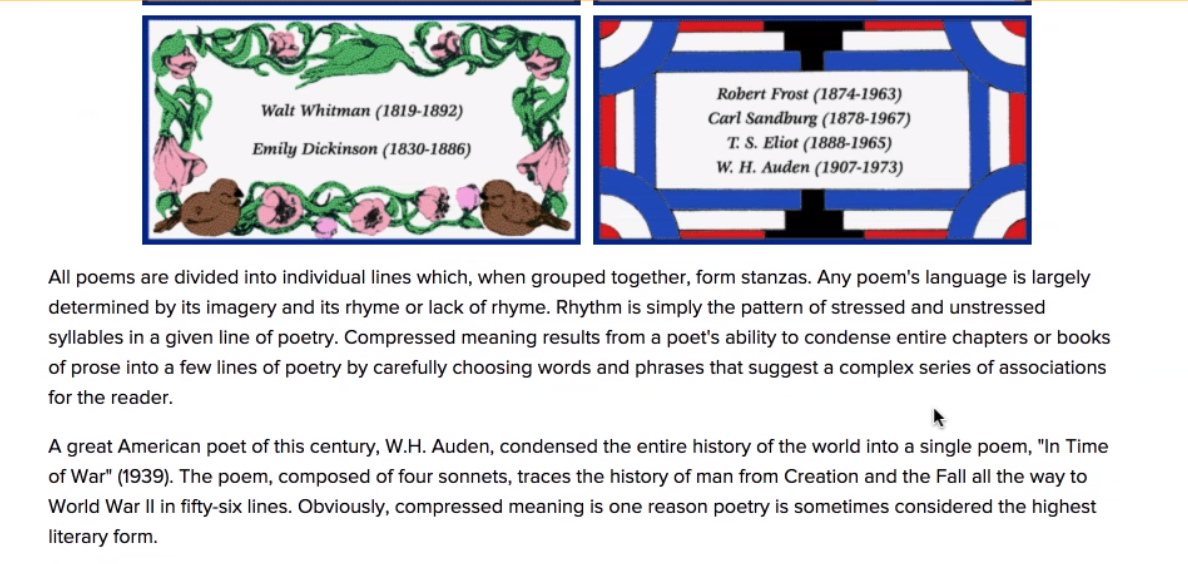 Walt Whitman (1819-1892)
Emily Dickinson (1830-1886)
Robert Frost (1874-1963)
Carl Sandburg (1878-1967)
T. S. Eliot (1888-1965)
W. H. Auden (1907-1973)
All poems are divided into individual lines which, when grouped together, form stanzas. Any poem's language is largely
determined by its imagery and its rhyme or lack of rhyme. Rhythm is simply the pattern of stressed and unstressed
syllables in a given line of poetry. Compressed meaning results from a poet's ability to condense entire chapters or books
of prose into a few lines of poetry by carefully choosing words and phrases that suggest a complex series of associations
for the reader.
A great American poet of this century, W.H. Auden, condensed the entire history of the world into a single poem, "In Time
of War" (1939). The poem, composed of four sonnets, traces the history of man from Creation and the Fall all the way to
World War II in fifty-six lines. Obviously, compressed meaning is one reason poetry is sometimes considered the highest
literary form.